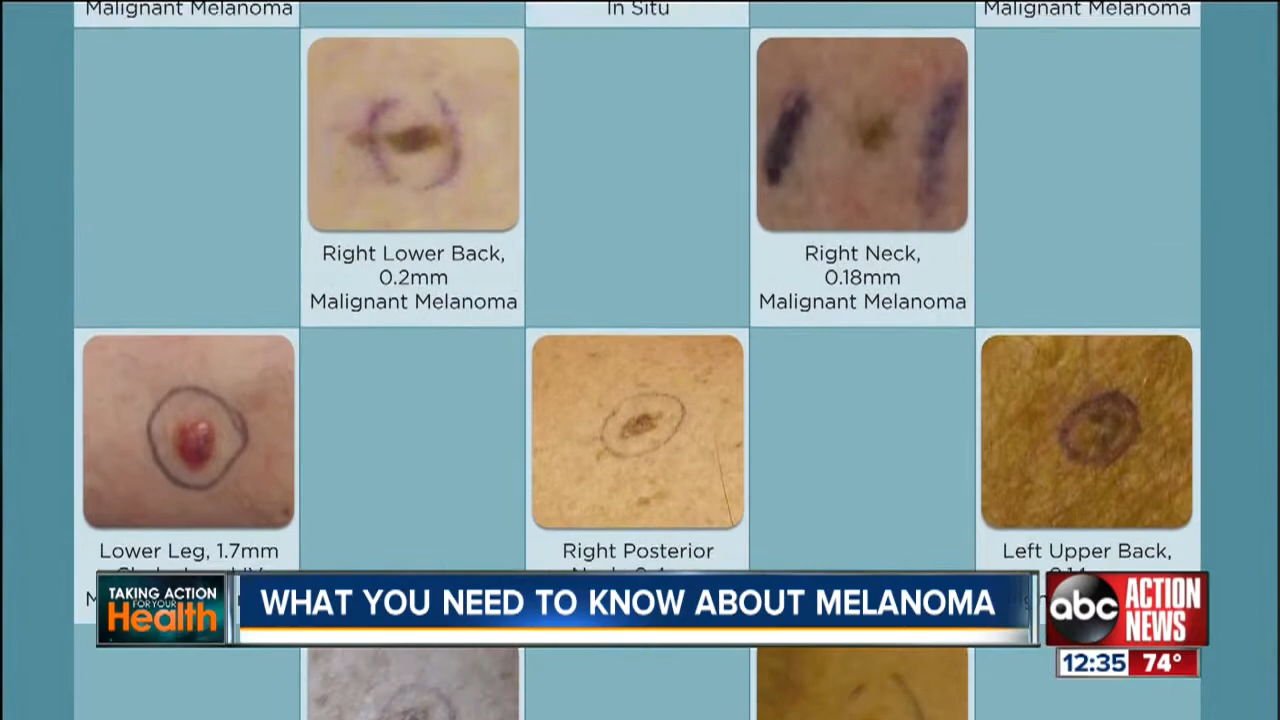 Malignant Melanoma
In Situ
Malignant Melanoma
Right Lower Back,
0.2mm
Malignant Melanoma
Right Neck,
0.18mm
Malignant Melanoma
Lower Leg, 1.7mm
Right Posterior
Left Upper Back,
TAKING ACTION
FOR YOUR
Health
WHAT YOU NEED TO KNOW ABOUT MELANOMA
abc
ACTION
NEWS
12:35 74°